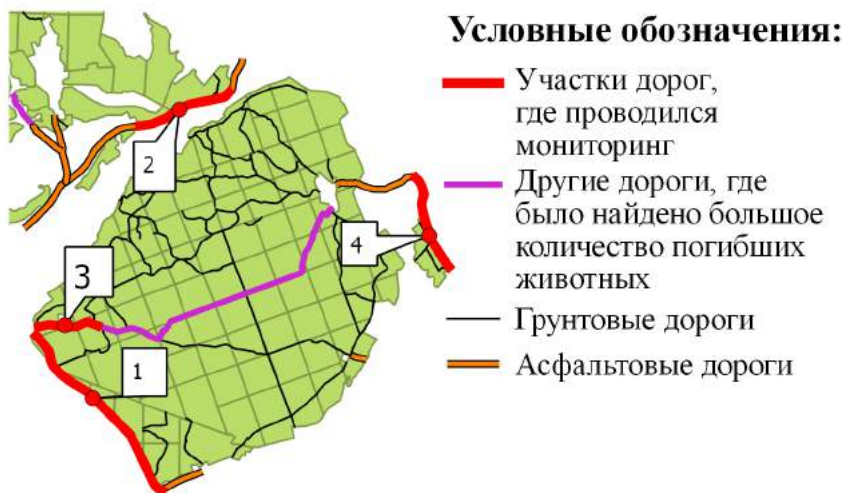 Условные обозначения:
Участки дорог,
где проводился
мониторинг
Другие дороги, где
было найдено большое
количество погибших
животных
Грунтовые дороги
Асфальтовые дороги
2
4
3
1